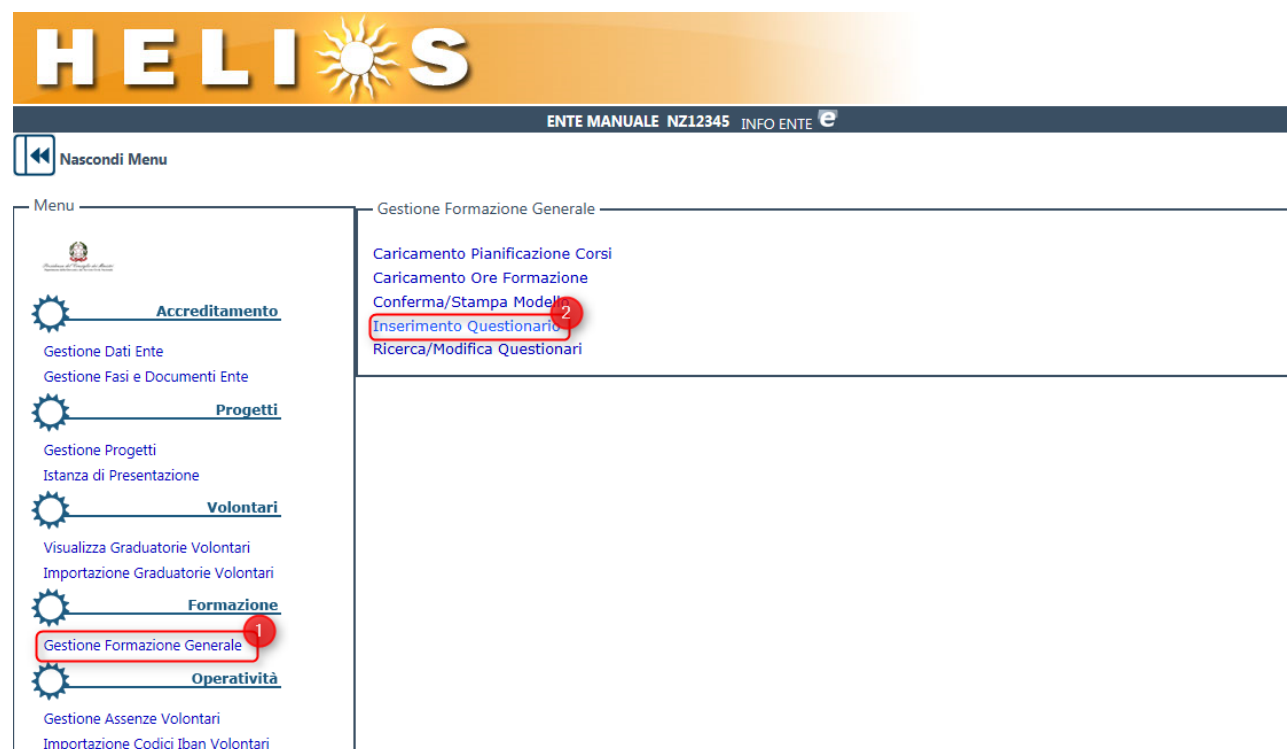 HELIOS
ENTE MANUALE NZ12345 INFO ENTE
Nascondi Menu
Menu
Accreditamento
Gestione Dati Ente
Gestione Fasi e Documenti Ente
Progetti
Gestione Progetti
Istanza di Presentazione
Volontari
Visualizza Graduatorie Volontari
Importazione Graduatorie Volontari
Formazione
1
Gestione Formazione Generale
Operatività
Gestione Assenze Volontari
Importazione Codici Iban Volontari
Gestione Formazione Generale
Caricamento Pianificazione Corsi
Caricamento Ore Formazione
Conferma/Stampa Modello
2
Inserimento Questionario
Ricerca/Modifica Questionari